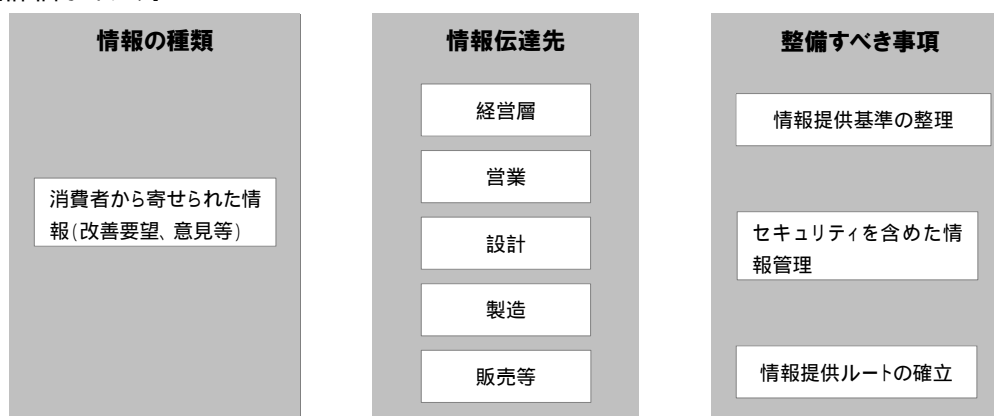 情報の種類
消費者から寄せられた情
報(改善要望、意見等)
情報伝達先
経営層
営業
設計
製造
販売等
整備すべき事項
情報提供基準の整理
セキュリティを含めた情
報管理
情報提供ルートの確立